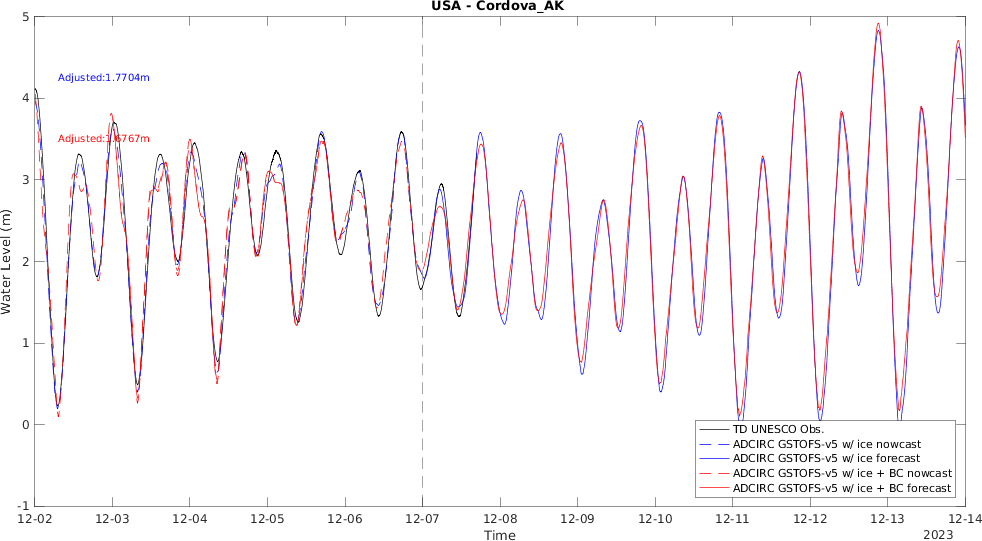 USA - Cordova_AK
Water Level (m)
5
4
3
2
1
0
-1
Adjusted:1.7704m
Adjusted:1.6767m
TD UNESCO Obs.
ADCIRC GSTOFS-v5 w/ ice nowcast
ADCIRC GSTOFS-v5 w/ ice forecast
ADCIRC GSTOFS-v5 w/ ice + BC nowcast
ADCIRC GSTOFS-v5 w/ ice + BC forecast
12-02 12-03 12-04 12-05 12-06 12-07 12-08 12-09 12-10 12-11 12-12 12-13 12-14
Time
2023